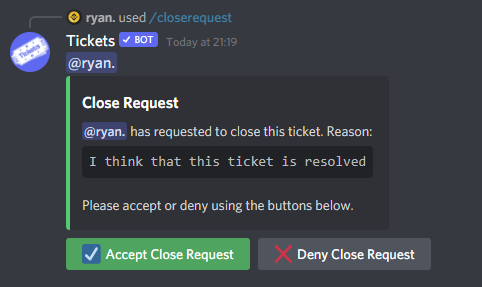 ryan. used /closerequest
Tickets
Tickets ✓ BOT Today at 21:19
@ryan.
Close Request
@ryan. has requested to close this ticket. Reason:
I think that this ticket is resolved
Please accept or deny using the buttons below.
Accept Close Request
Deny Close Request